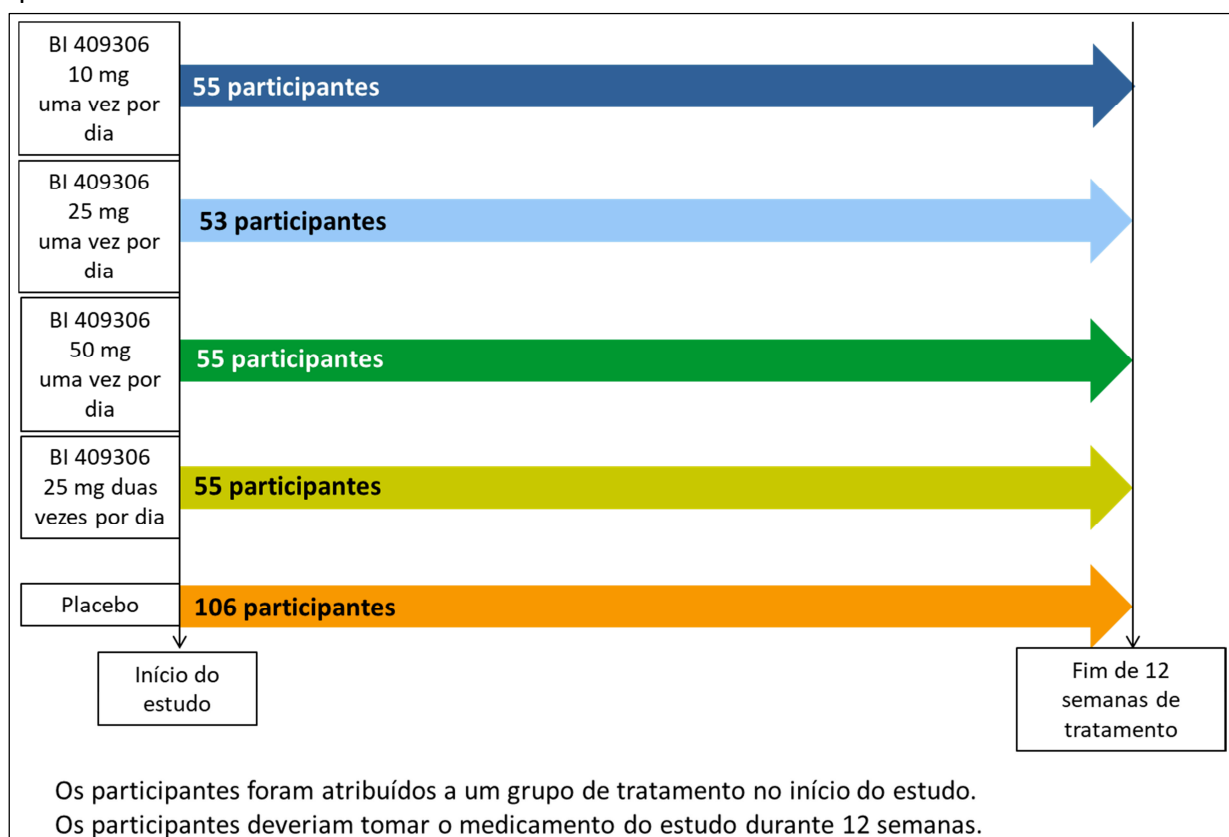 BI 409306
10 mg
uma vez por
dia
55 participantes
BI 409306
25 mg
uma vez por
dia
53 participantes
BI 409306
50 mg
uma vez por
dia
55 participantes
BI 409306
25 mg duas
vezes por dia
55 participantes
Placebo
106 participantes
Início do
estudo
Fim de 12
semanas de
tratamento
Os participantes foram atribuídos a um grupo de tratamento no início do estudo.
Os participantes deveriam tomar o medicamento do estudo durante 12 semanas.